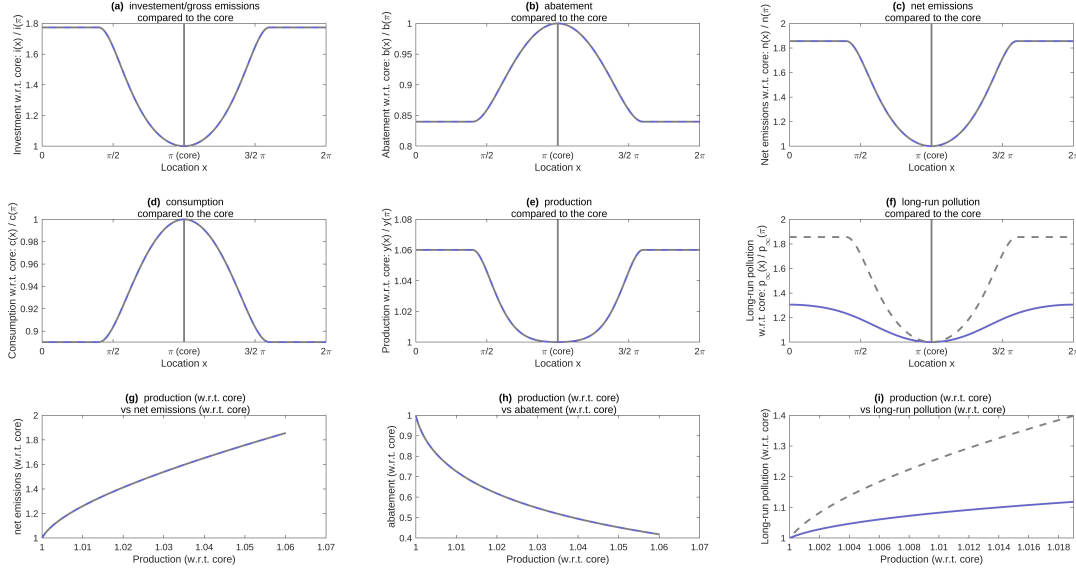 (a) investement/gross emissions
compared to the core
Investment w.r.t. core: i(x) / i(π)
1.8
1.6
1.4
1.2
1
0
π/2
π (core)
3/2 π
2π
Location x
(b) abatement
compared to the core
Abatement w.r.t. core: b(x) / b(π)
1
0.95
0.9
0.85
0.8
0
π/2
π (core)
3/2 π
2π
Location x
(c) net emissions
compared to the core
Net emissions w.r.t. core: n(x) / n(π)
2
1.8
1.6
1.4
1.2
1
0
π/2
π (core)
3/2 π
2π
Location x
(d) consumption
compared to the core
Consumption w.r.t. core: c(x) / c(π)
1
0.98
0.96
0.94
0.92
0.9
0
π/2
π (core)
3/2 π
2π
Location x
(e) production
compared to the core
Production w.r.t. core: y(x) / y(π)
1.08
1.06
1.04
1.02
1
0
π/2
π (core)
3/2 π
2π
Location x
(f) long-run pollution
compared to the core
Long-run pollution
w.r.t. core: p∞(x) / p∞(π)
2
1.8
1.6
1.4
1.2
1
0
π/2
π (core)
3/2 π
2π
Location x
(g) production (w.r.t. core)
vs net emissions (w.r.t. core)
net emissions (w.r.t. core)
2
1.8
1.6
1.4
1.2
1
1
1.01
1.02
1.03
1.04
1.05
1.06
1.07
Production (w.r.t. core)
(h) production (w.r.t. core)
vs abatement (w.r.t. core)
abatement (w.r.t. core)
1
0.9
0.8
0.7
0.6
0.5
0.4
1
1.01
1.02
1.03
1.04
1.05
1.06
1.07
Production (w.r.t. core)
(i) production (w.r.t. core)
vs long-run pollution (w.r.t. core)
Long-run pollution (w.r.t. core)
1.4
1.3
1.2
1.1
1
1
1.002
1.004
1.006
1.008
1.01
1.012
1.014
1.016
1.018
Production (w.r.t. core)